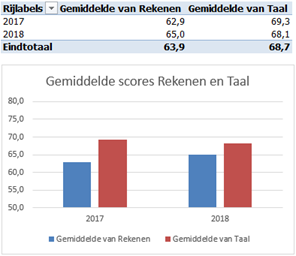 Rijlabels Gemiddelde van Rekenen Gemiddelde van Taal
2017 62,9 69,3
2018 65,0 68,1
Eindtotaal 63,9 68,7
Gemiddelde scores Rekenen en Taal
80,0
75,0
70,0
65,0
60,0
55,0
50,0
2017 2018
Gemiddelde van Rekenen Gemiddelde van Taal